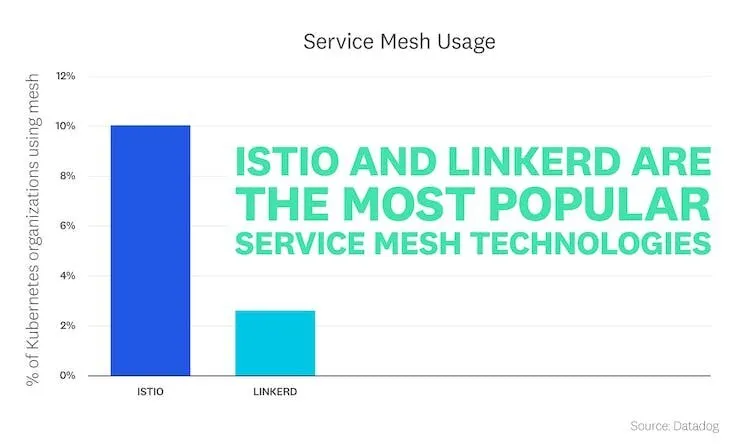 Service Mesh Usage
% of Kubernetes organizations using mesh
12%
10%
8%
6%
4%
2%
0%
ISTIO AND LINKERD ARE
THE MOST POPULAR
SERVICE MESH TECHNOLOGIES
ISTIO
LINKERD
Source: Datadog